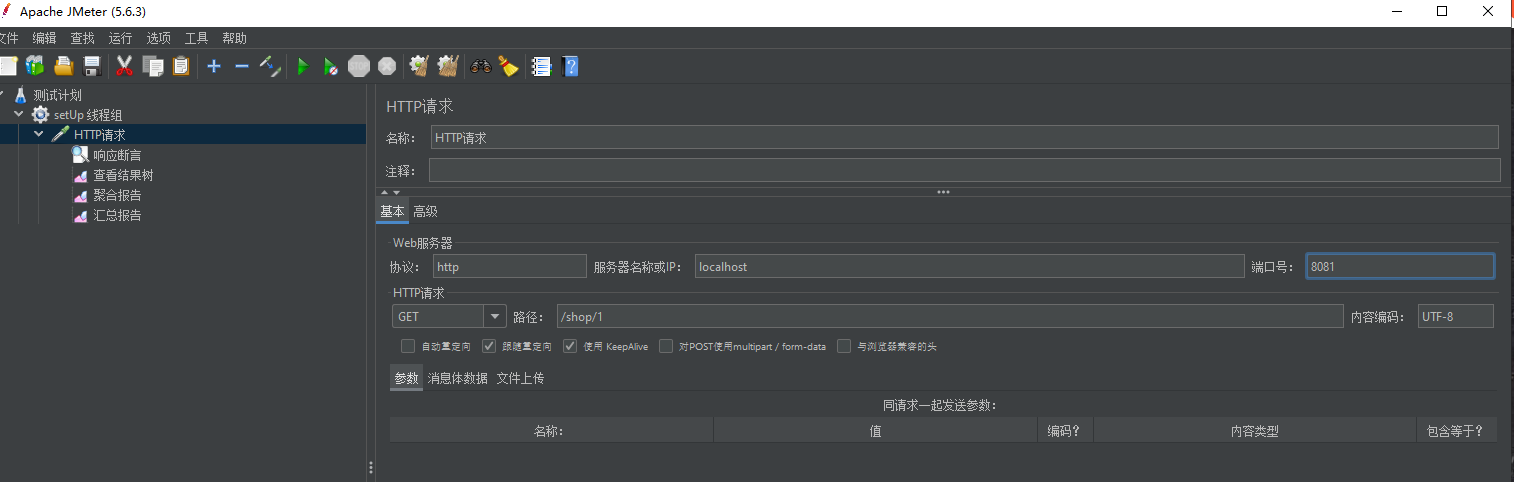 Apache JMeter (5.6.3)
文件 编辑 查找 运行 选项 工具 帮助
STOP
测试计划
setUp 线程组
HTTP请求
响应断言
查看结果树
聚合报告
汇总报告
HTTP请求
名称： HTTP请求
注释：
基本 高级
Web服务器
协议： http 服务器名称或IP： localhost 端口号： 8081
HTTP请求
GET 路径： /shop/1 内容编码： UTF-8
自动重定向 跟随重定向 使用 KeepAlive 对POST使用multipart / form-data 与浏览器兼容的头
参数 消息体数据 文件上传
同请求一起发送参数：
名称： 值 编码？ 内容类型 包含等于？